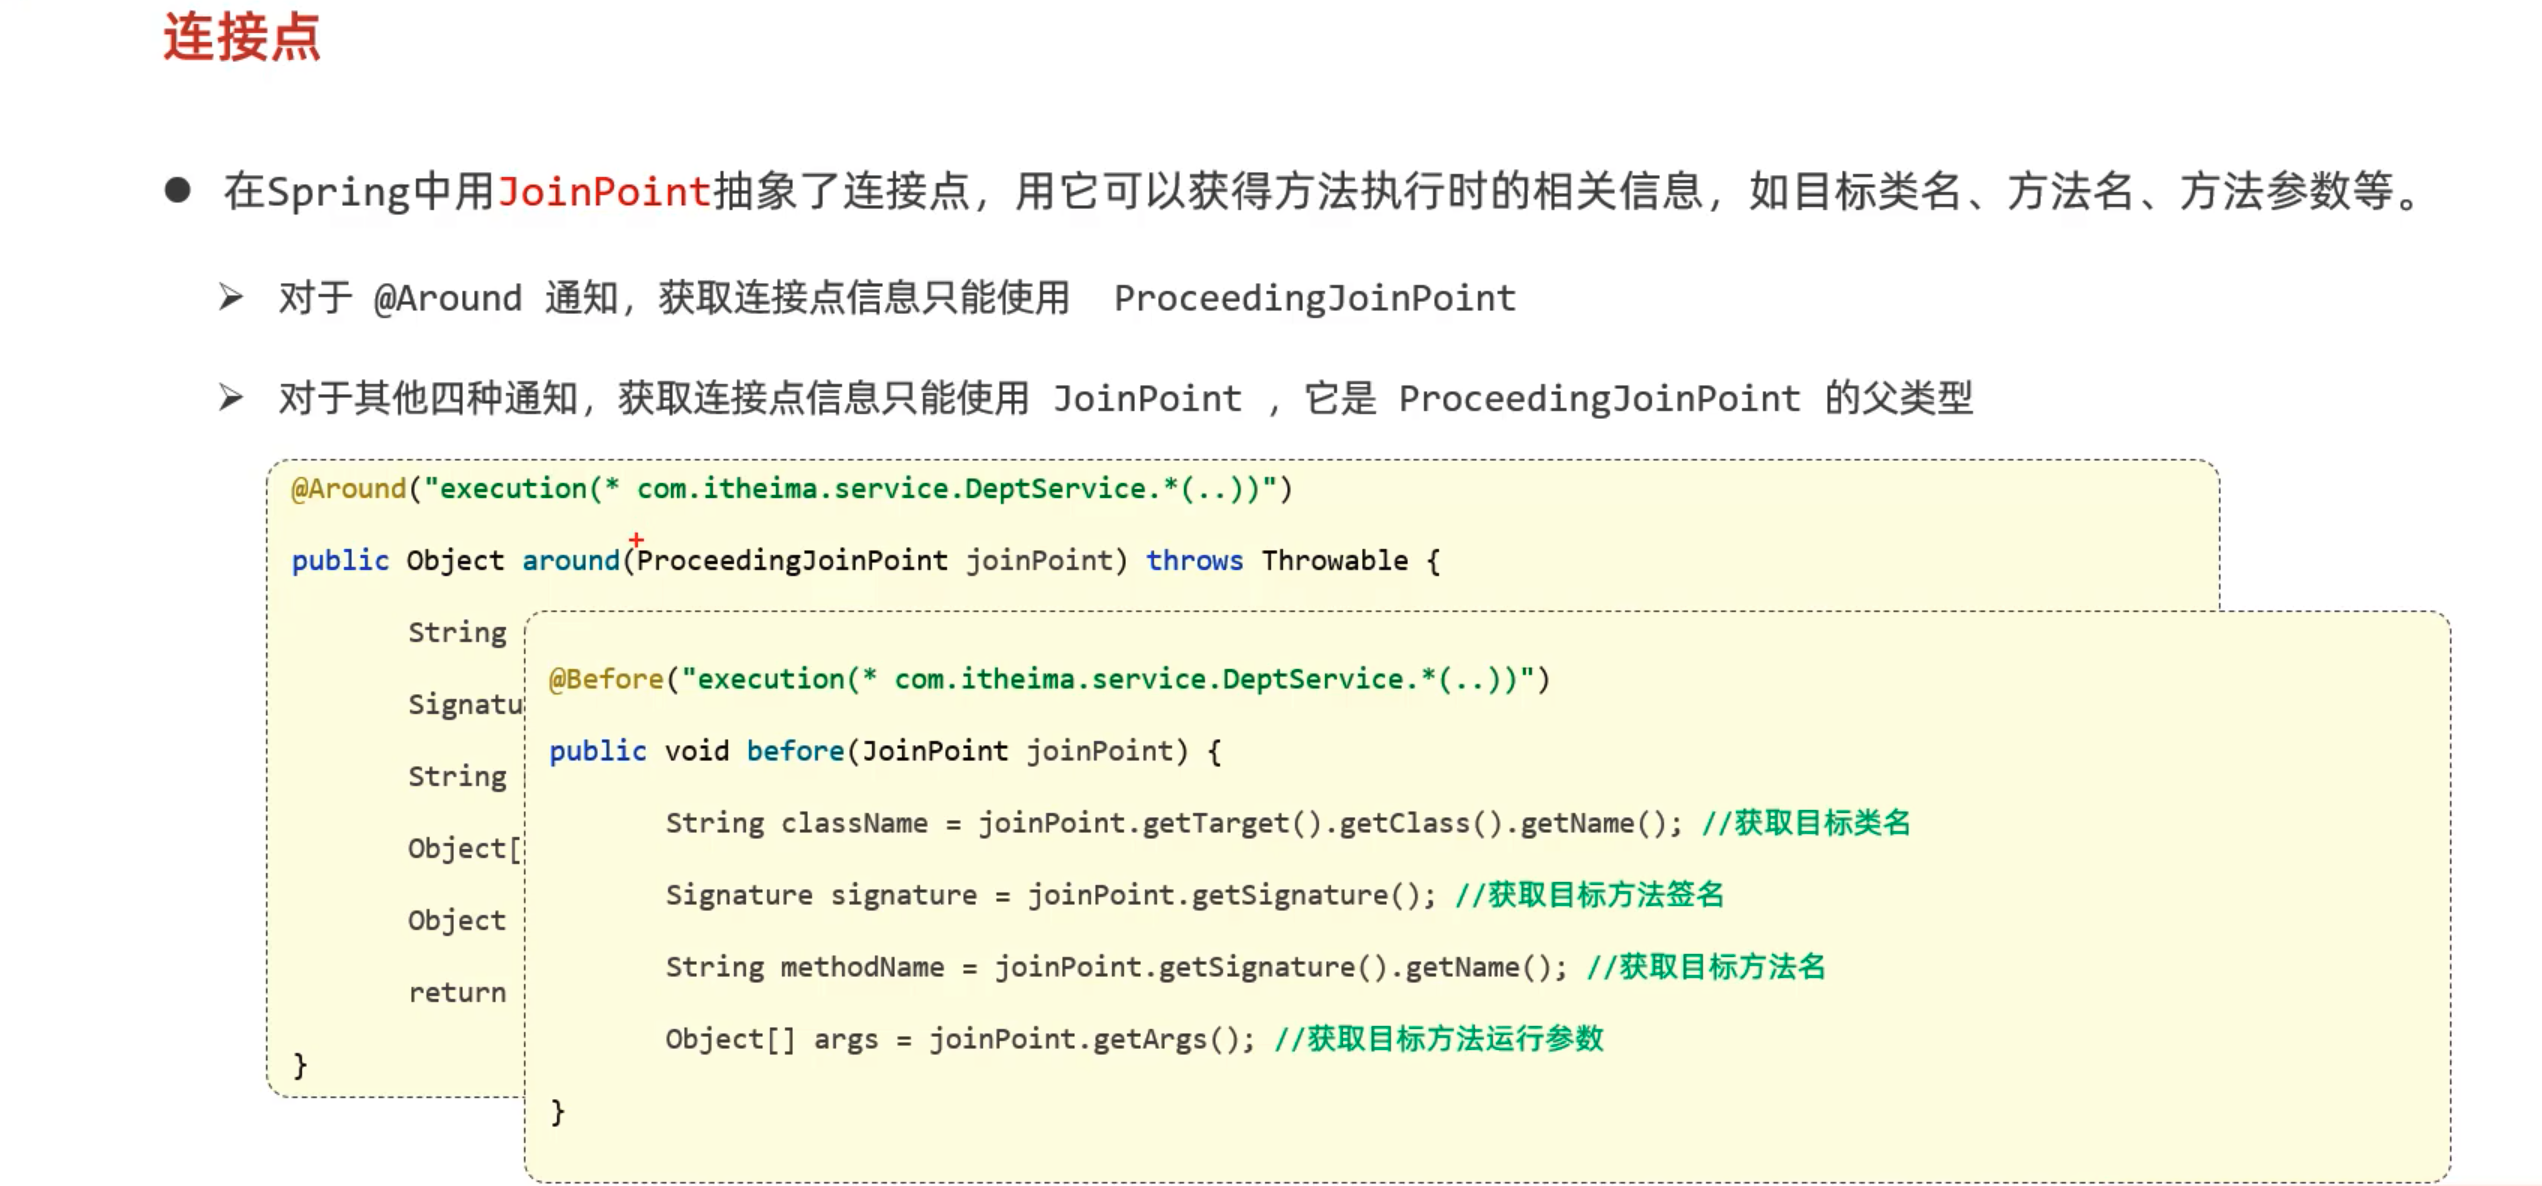 连接点
● 在Spring中用JoinPoint抽象了连接点，用它可以获得方法执行时的相关信息，如目标类名、方法名、方法参数等。
➢ 对于 @Around 通知，获取连接点信息只能使用 ProceedingJoinPoint
➢ 对于其他四种通知，获取连接点信息只能使用 JoinPoint ，它是 ProceedingJoinPoint 的父类型
@Around("execution(* com.itheima.service.DeptService.*(..))")
public Object around(ProceedingJoinPoint joinPoint) throws Throwable {
String
Signatu
String
Object[
Object
return
}
@Before("execution(* com.itheima.service.DeptService.*(..))")
public void before(JoinPoint joinPoint) {
String className = joinPoint.getTarget().getClass().getName(); //获取目标类名
Signature signature = joinPoint.getSignature(); //获取目标方法签名
String methodName = joinPoint.getSignature().getName(); //获取目标方法名
Object[] args = joinPoint.getArgs(); //获取目标方法运行参数
}